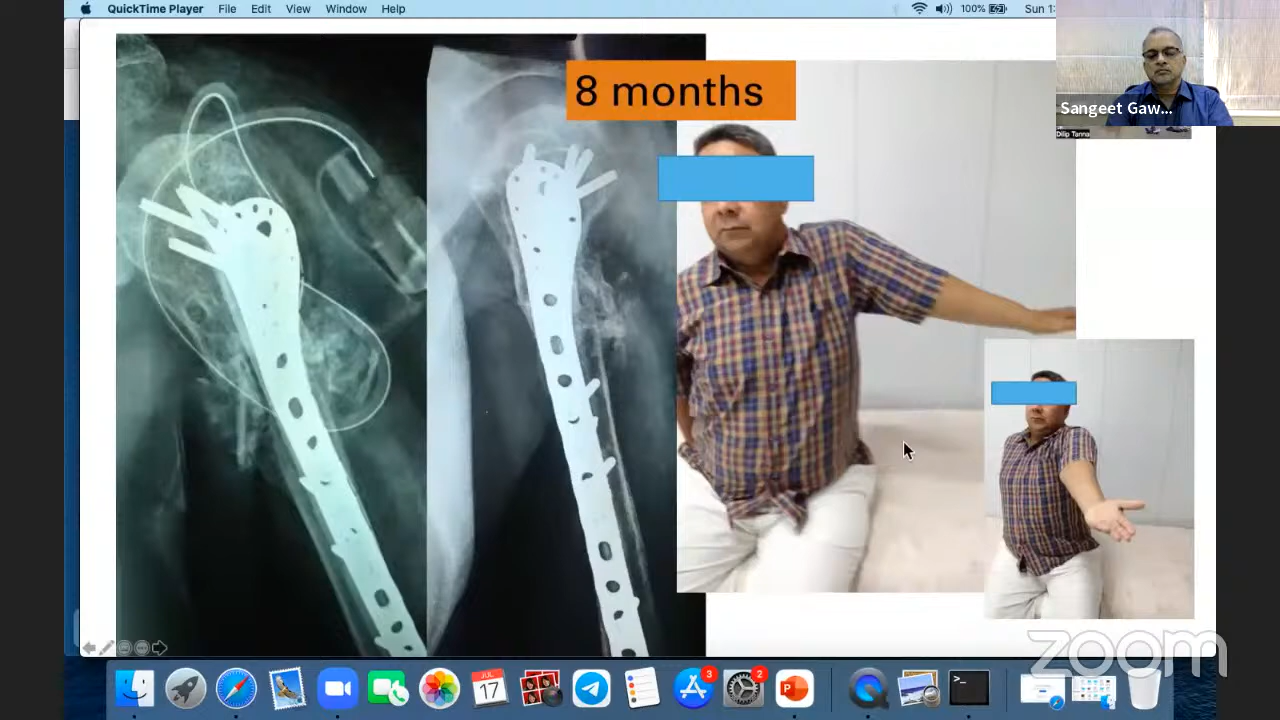 QuickTime Player File Edit View Window Help 100% Sun 1:
8 months
Sangeet Gaw...
Dilip Tanna
JUL
17
3
2
zoom